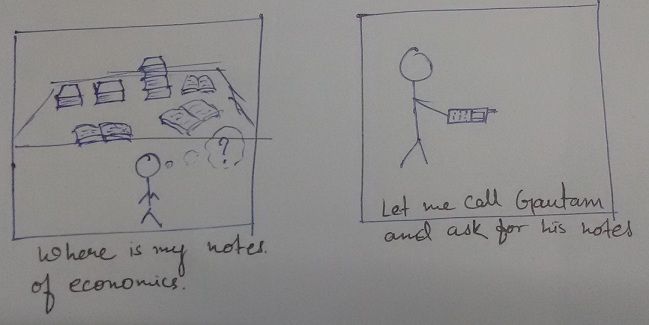 ?
Where is my notes.
of economics.
Let me call Gautam
and ask for his notes